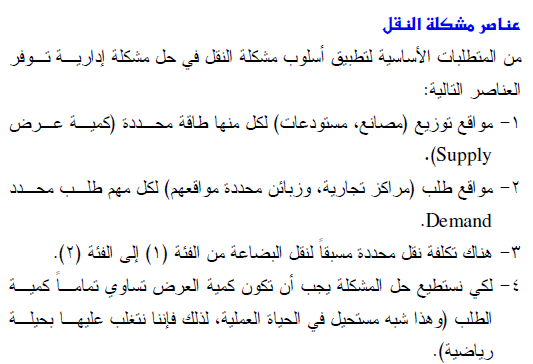 عناصر مشكلة النقل
من المتطلبات الأساسية لتطبيق أسلوب مشكلة النقل في حل مشكلة إدارية توفر
العناصر التالية:
١- مواقع توزيع (مصانع، مستودعات) لكل منها طاقة محددة (كمية عرض
Supply).
٢- مواقع طلب (مراكز تجارية، وزبائن محددة مواقعهم) لكل مهم طلب محدد
Demand.
٣- هناك تكلفة نقل محددة مسبقاً لنقل البضاعة من الفئة (١) إلى الفئة (٢).
٤- لكي نستطيع حل المشكلة يجب أن تكون كمية العرض تساوي تماماً كمية
الطلب (وهذا شبه مستحيل في الحياة العملية، لذلك فإننا نتغلب عليها بحيلة
رياضية).